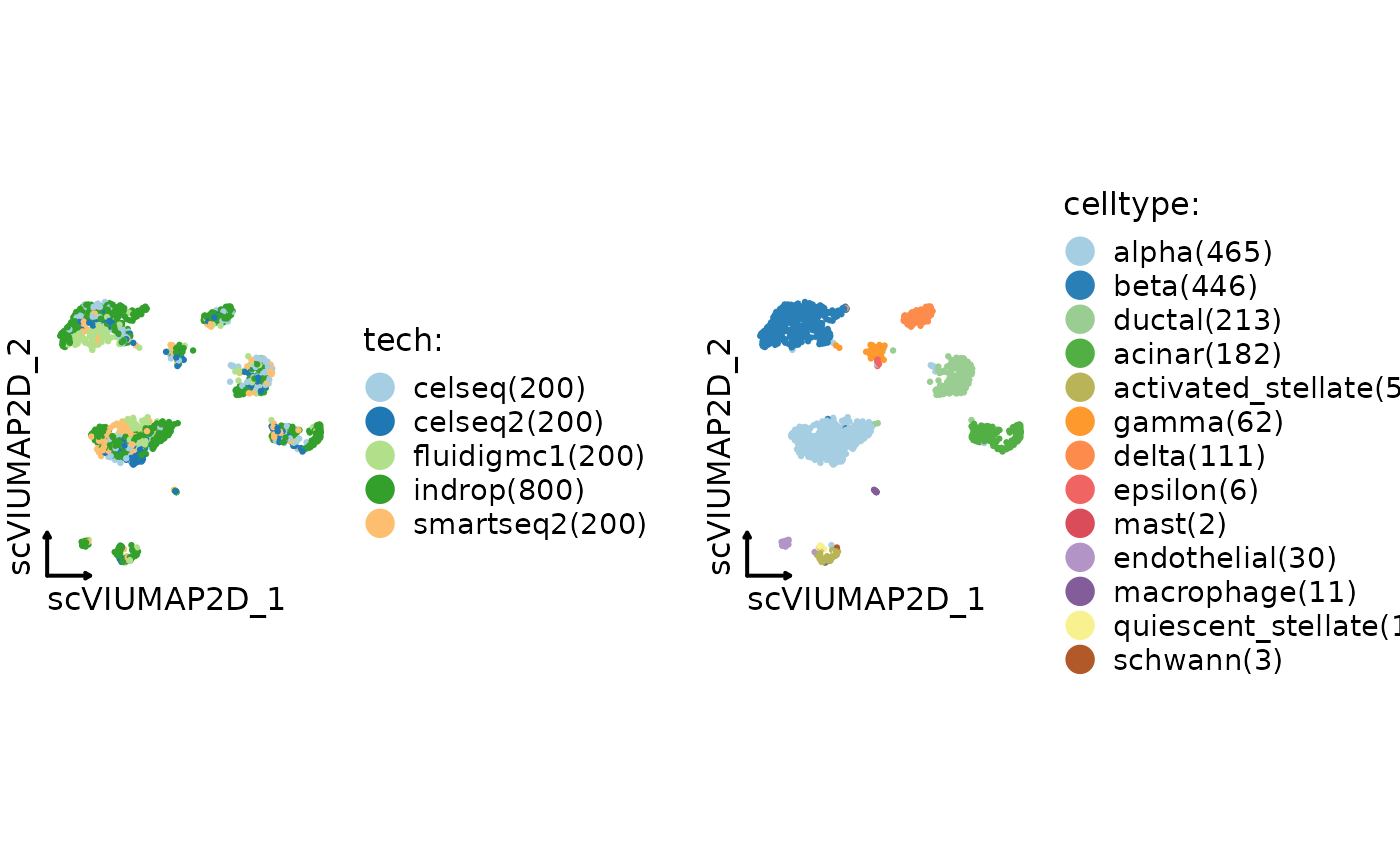 scVIUMAP2D_2
scVIUMAP2D_1
tech:
celseq(200)
celseq2(200)
fluidigmc1(200)
indrop(800)
smartseq2(200)
scVIUMAP2D_2
scVIUMAP2D_1
celltype:
alpha(465)
beta(446)
ductal(213)
acinar(182)
activated_stellate(5
gamma(62)
delta(111)
epsilon(6)
mast(2)
endothelial(30)
macrophage(11)
quiescent_stellate(1
schwann(3)